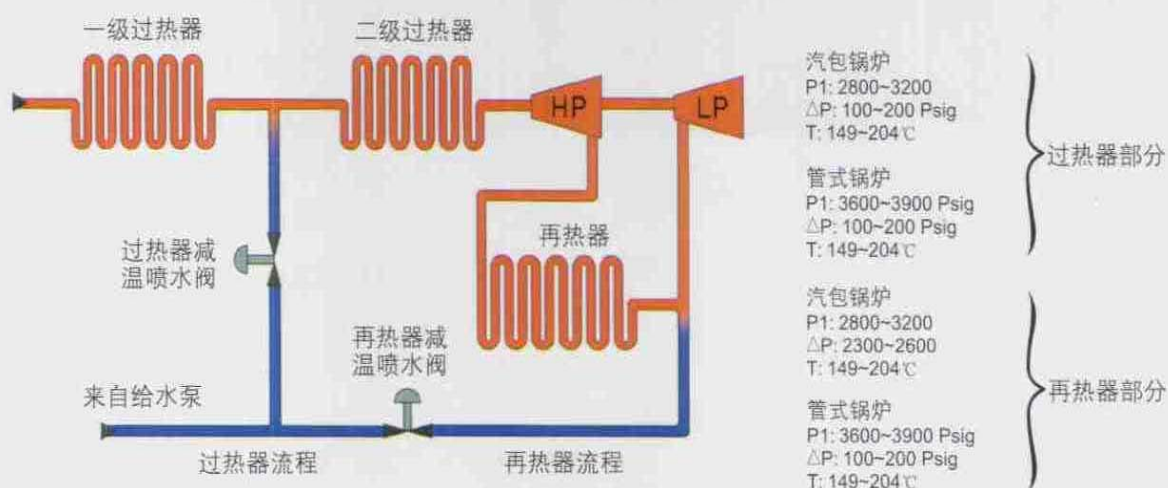 一级过热器
二级过热器
HP
LP
过热器减
温喷水阀
再热器
再热器减
温喷水阀
来自给水泵
过热器流程
再热器流程
汽包锅炉
P1: 2800~3200
△P: 100~200 Psig
T: 149~204℃
管式锅炉
P1: 3600~3900 Psig
△P: 100~200 Psig
T: 149~204℃
过热器部分
汽包锅炉
P1: 2800~3200
△P: 2300~2600
T: 149~204℃
管式锅炉
P1: 3600~3900 Psig
△P: 100~200 Psig
T: 149~204℃
再热器部分